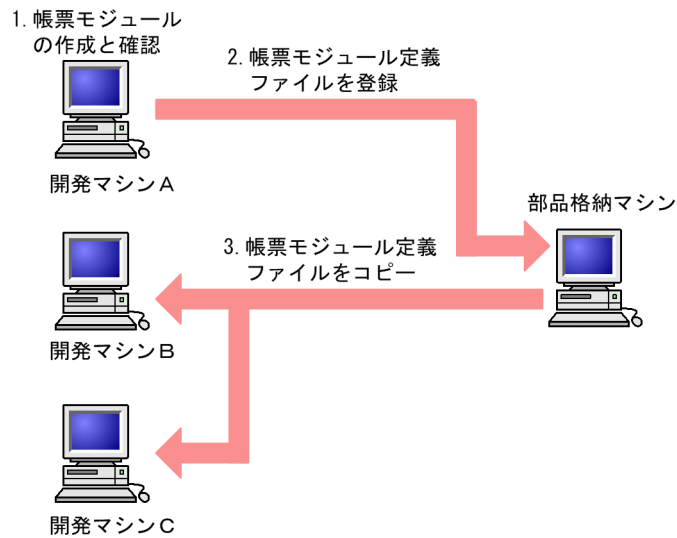 1. 帳票モジュール
の作成と確認
2. 帳票モジュール定義
ファイルを登録
開発マシンＡ
部品格納マシン
3. 帳票モジュール定義
ファイルをコピー
開発マシンＢ
開発マシンＣ